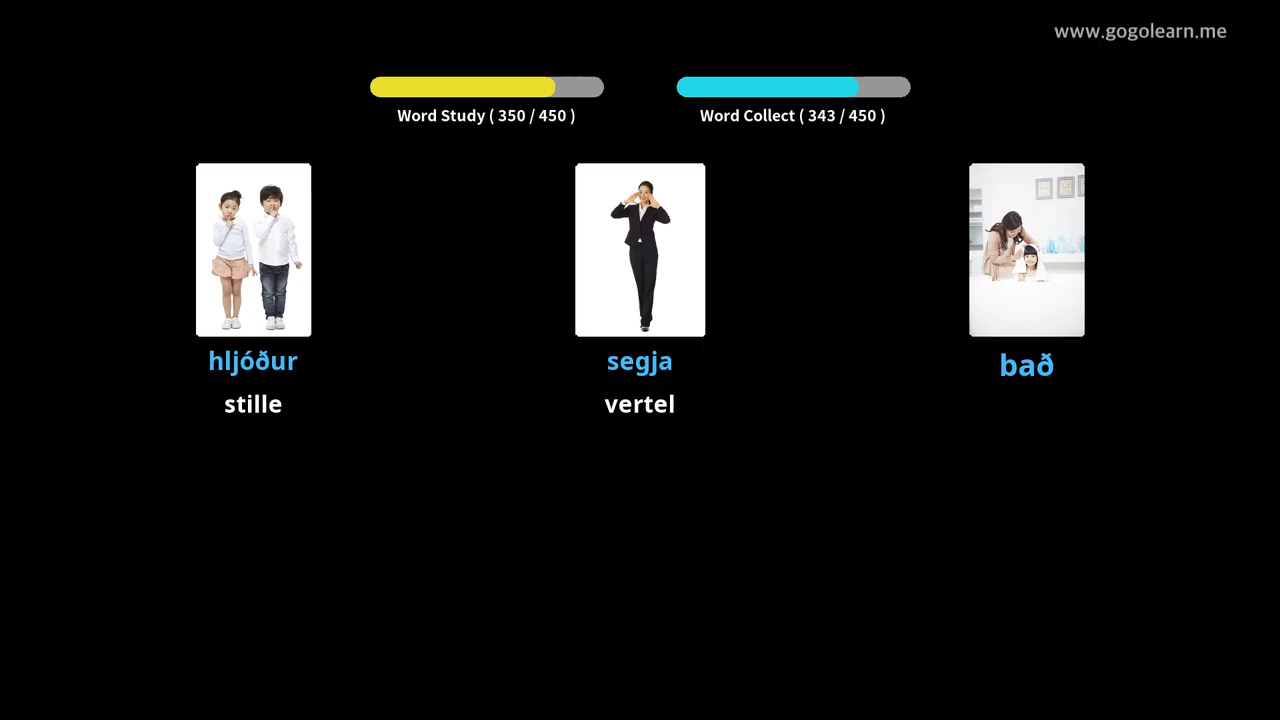 www.gogolearn.me
Word Study ( 350 / 450 )
Word Collect ( 343 / 450 )
hljóður
segja
bað
stille
vertel